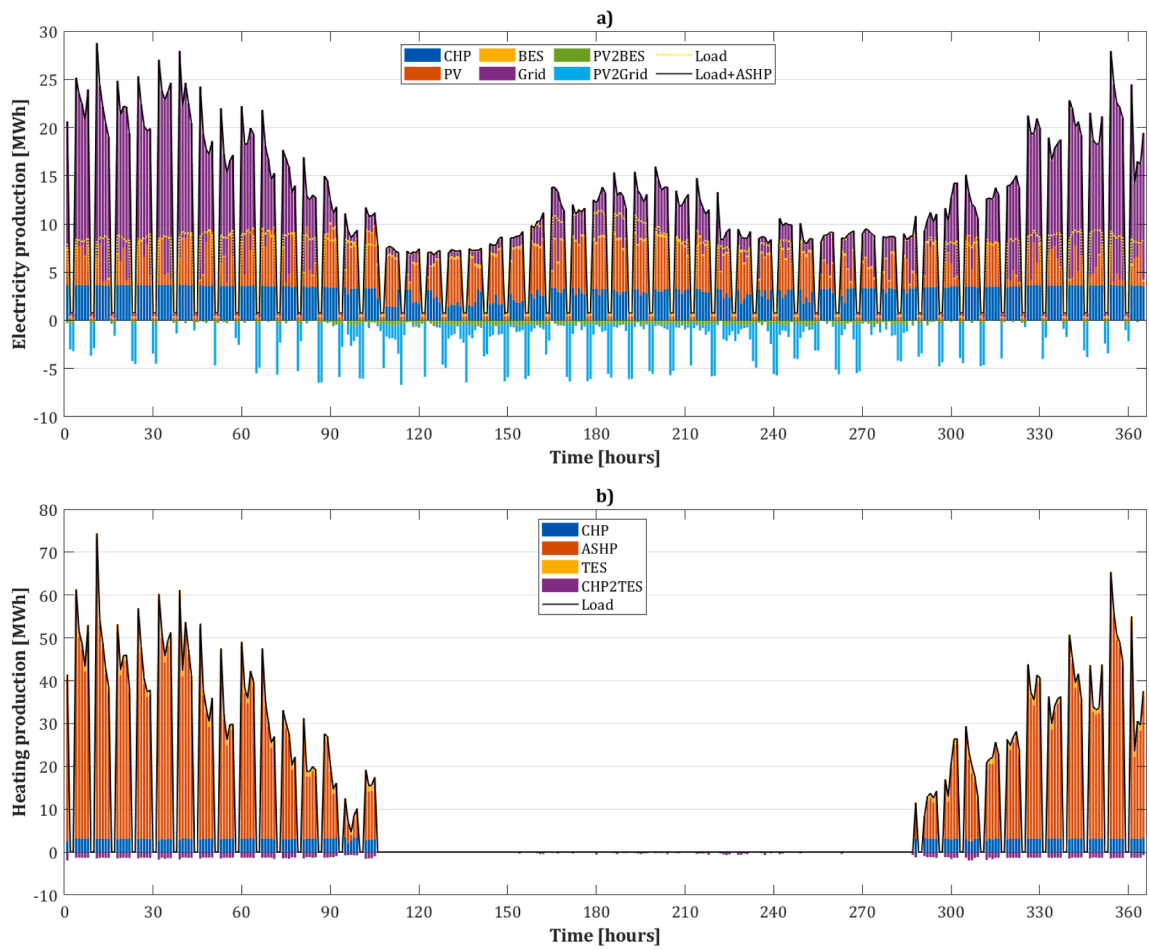 a)
30
25
20
15
10
5
0
-5
-10
Electricity production [MWh]
CHP BES PV2BES Load
PV Grid PV2Grid Load+ASHP
0 30 60 90 120 150 180 210 240 270 300 330 360
Time [hours]
b)
80
70
60
50
40
30
20
10
0
-10
Heating production [MWh]
CHP
ASHP
TES
CHP2TES
Load
0 30 60 90 120 150 180 210 240 270 300 330 360
Time [hours]